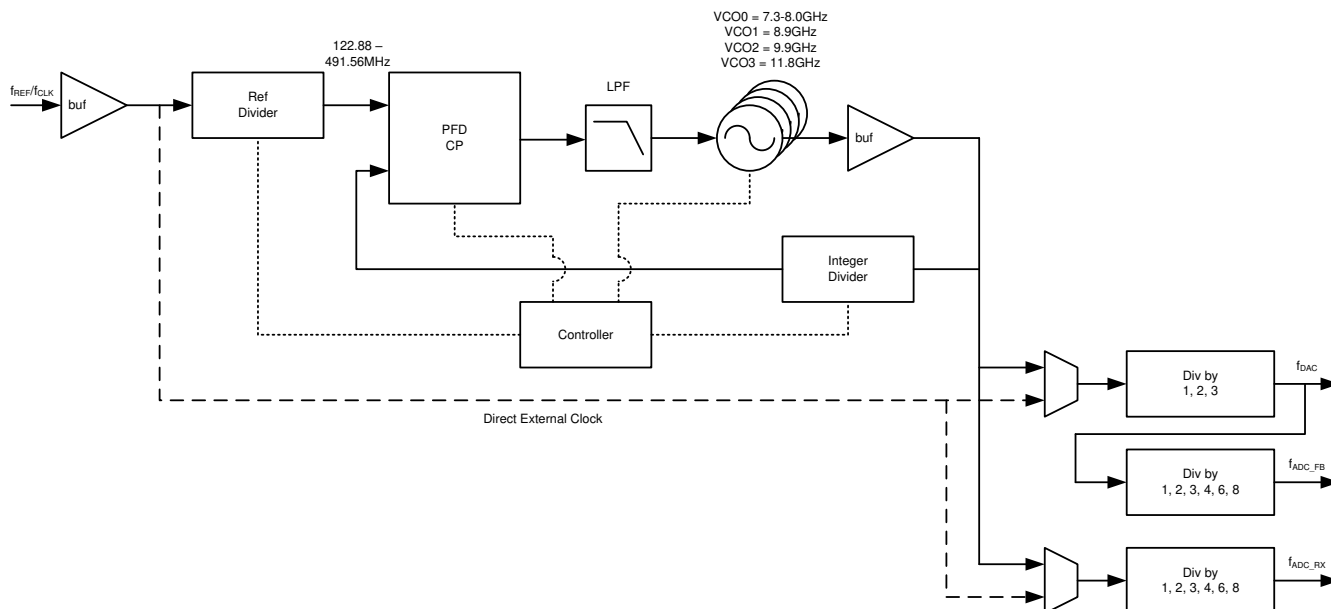 VCO0 = 7.3-8.0GHz
VCO1 = 8.9GHz
VCO2 = 9.9GHz
VCO3 = 11.8GHz
122.88 –
491.56MHz
LPF
fREF/fCLK
buf
Ref
Divider
PFD
CP
buf
Integer
Divider
Controller
Direct External Clock
Div by
1, 2, 3
fDAC
Div by
1, 2, 3, 4, 6, 8
fADC_FB
Div by
1, 2, 3, 4, 6, 8
fADC_RX